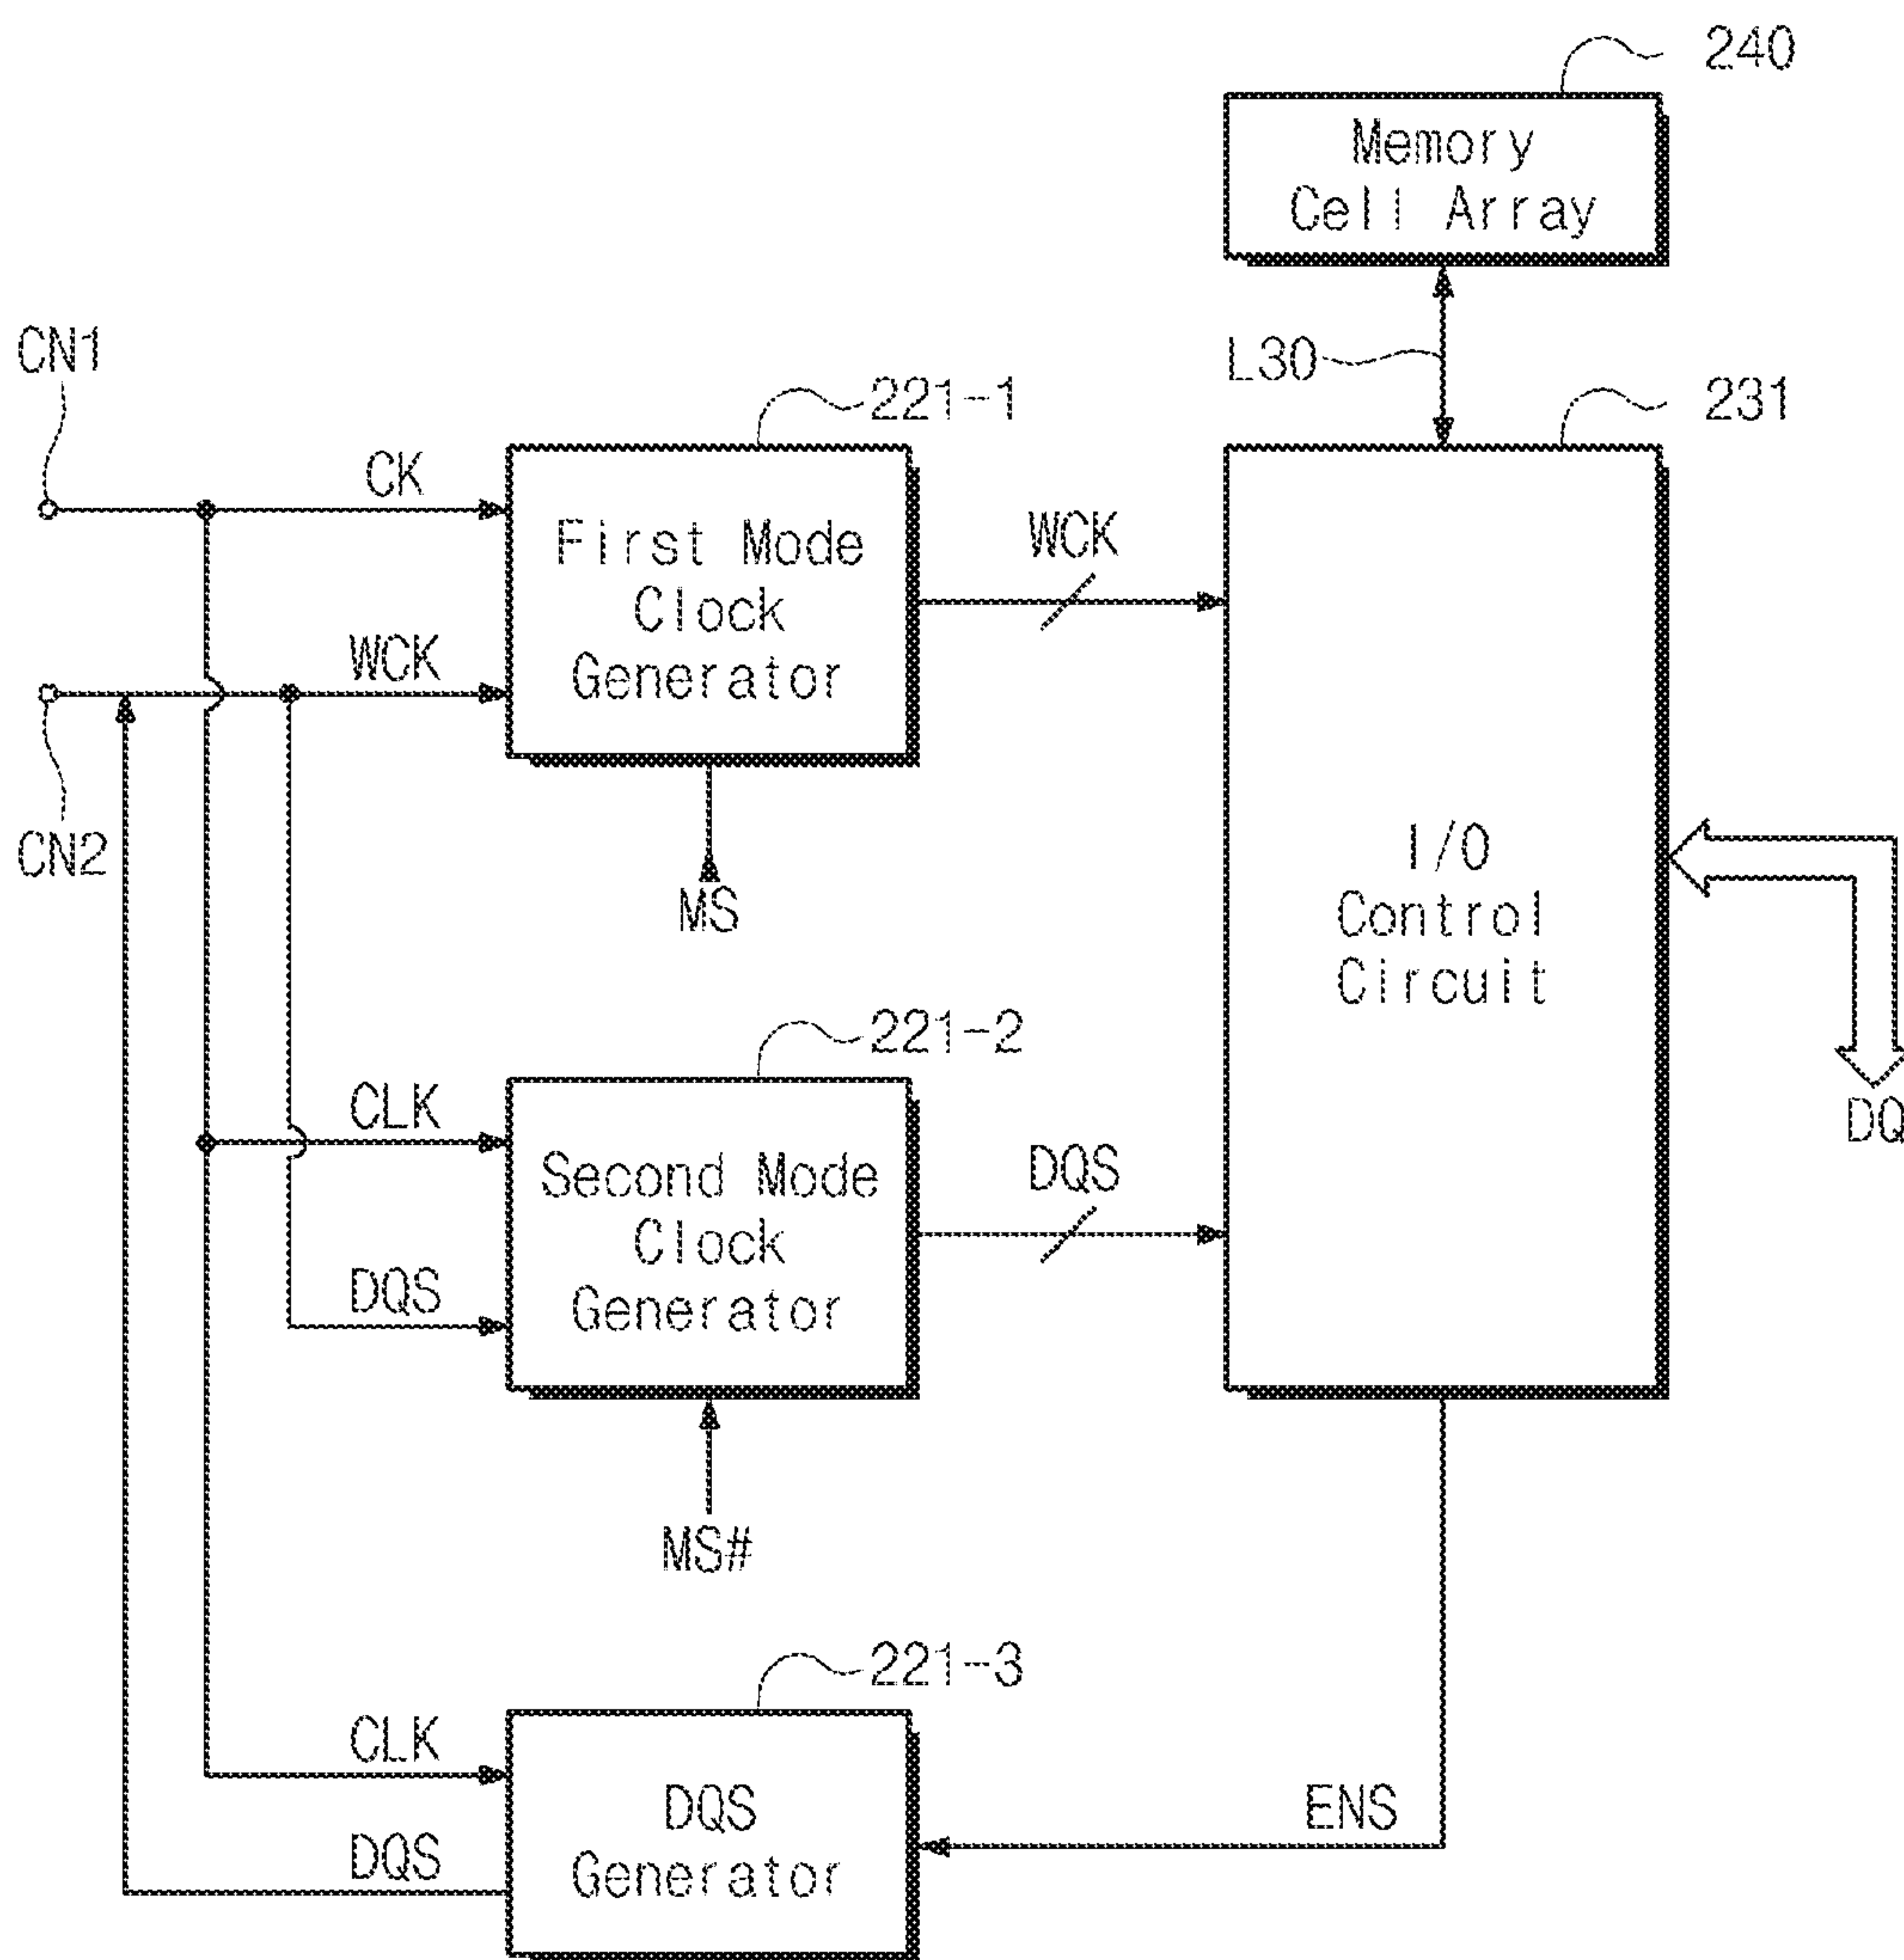 240
Memory
Cell Array
CN1
L30
221-1
231
CK
First Mode
Clock
Generator
WCK
WCK
CN2
MS
I/O
Control
Circuit
221-2
CLK
DQ
Second Mode
Clock
Generator
DQS
DQS
MS#
221-3
CLK
DQS
Generator
ENS
DQS